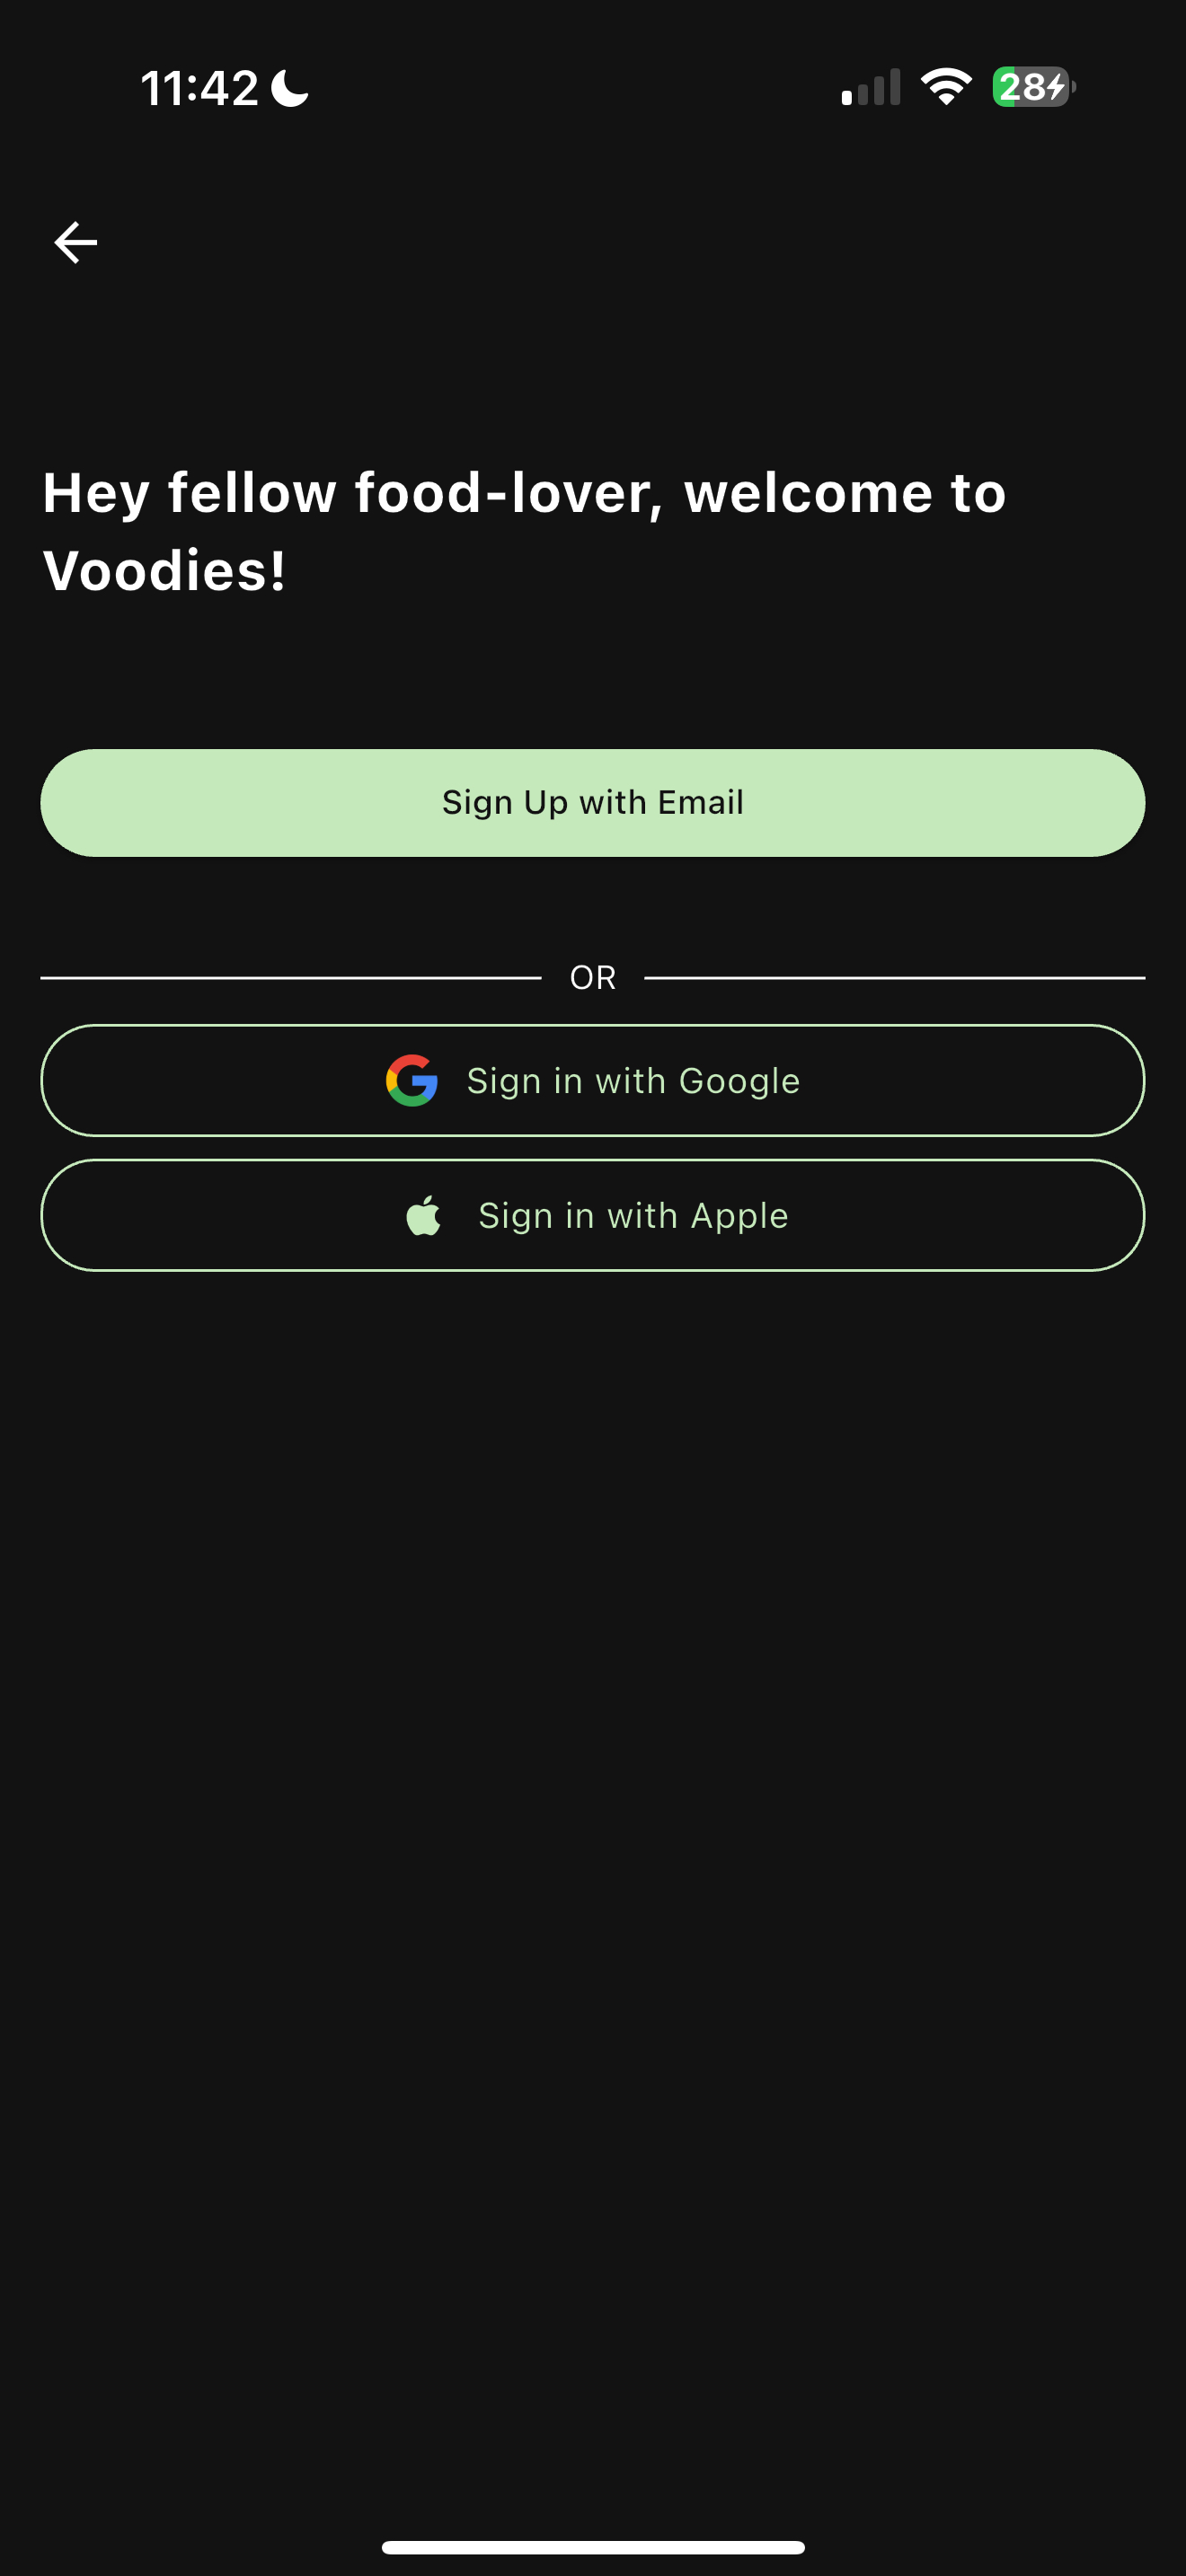 11:42
28
Hey fellow food-lover, welcome to
Voodies!
Sign Up with Email
OR
Sign in with Google
Sign in with Apple